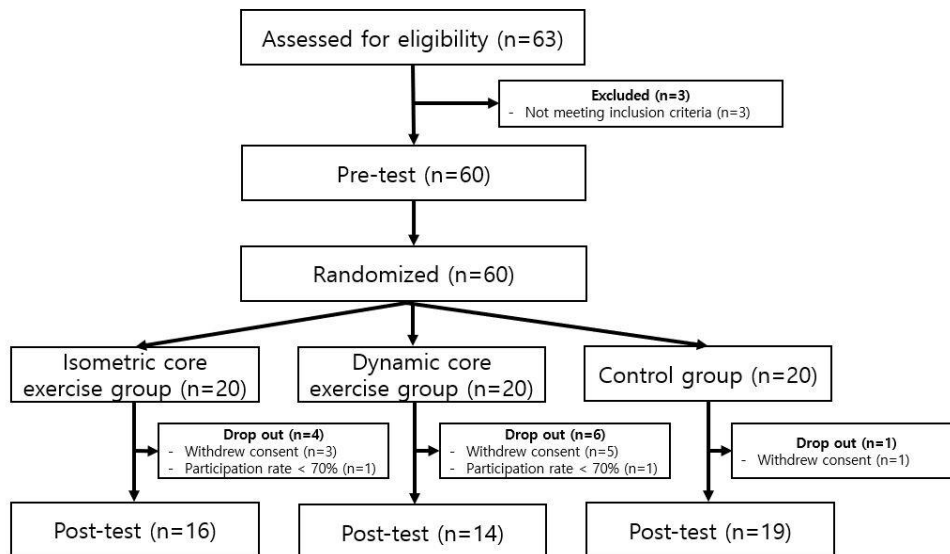 Assessed for eligibility (n=63)
Excluded (n=3)
- Not meeting inclusion criteria (n=3)
Pre-test (n=60)
Randomized (n=60)
Isometric core
exercise group (n=20)
Dynamic core
exercise group (n=20)
Control group (n=20)
Drop out (n=4)
- Withdrew consent (n=3)
- Participation rate < 70% (n=1)
Drop out (n=6)
- Withdrew consent (n=5)
- Participation rate < 70% (n=1)
Drop out (n=1)
- Withdrew consent (n=1)
Post-test (n=16)
Post-test (n=14)
Post-test (n=19)